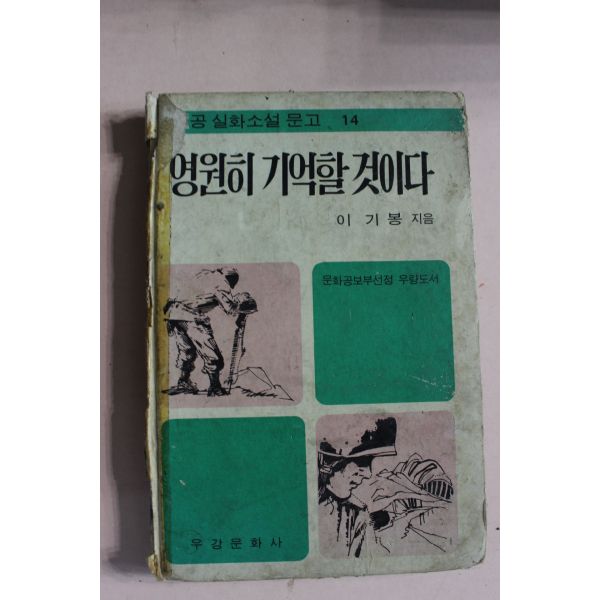 공 실화소설 문고 14
영원히 기억할 것이다
이 기봉 지음
문화공보부선정 우량도서
우강문화사